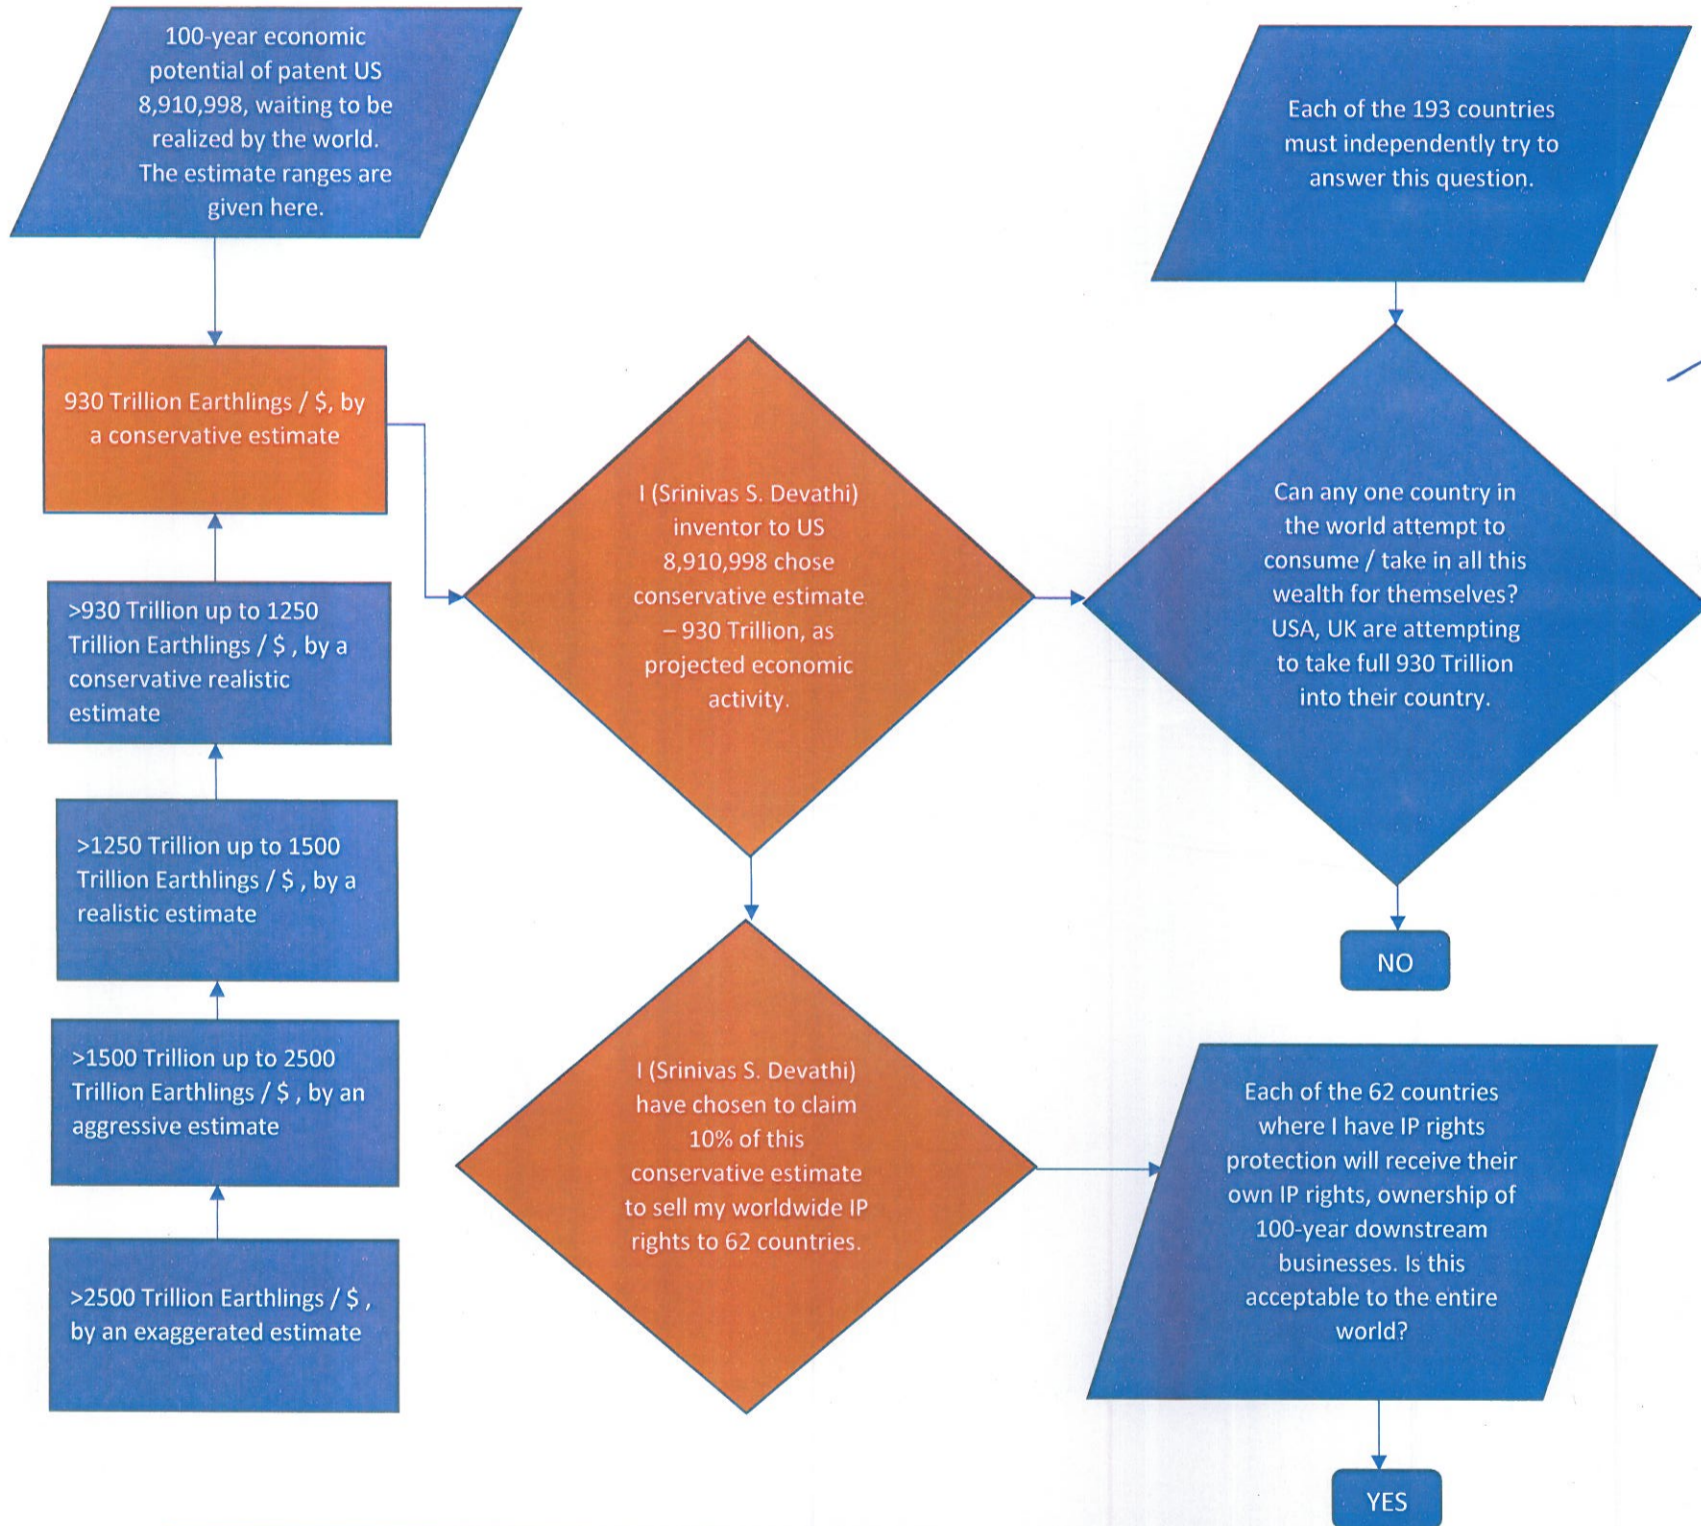 100-year economic
potential of patent US
8,910,998, waiting to be
realized by the world.
The estimate ranges are
given here.
930 Trillion Earthlings / $, by
a conservative estimate
>930 Trillion up to 1250
Trillion Earthlings / $ , by a
conservative realistic
estimate
>1250 Trillion up to 1500
Trillion Earthlings / $ , by a
realistic estimate
>1500 Trillion up to 2500
Trillion Earthlings / $ , by an
aggressive estimate
>2500 Trillion Earthlings / $ ,
by an exaggerated estimate
I (Srinivas S. Devathi)
inventor to US
8,910,998 chose
conservative estimate
– 930 Trillion, as
projected economic
activity.
I (Srinivas S. Devathi)
have chosen to claim
10% of this
conservative estimate
to sell my worldwide IP
rights to 62 countries.
Each of the 193 countries
must independently try to
answer this question.
Can any one country in
the world attempt to
consume / take in all this
wealth for themselves?
USA, UK are attempting
to take full 930 Trillion
into their country.
NO
Each of the 62 countries
where I have IP rights
protection will receive their
own IP rights, ownership of
100-year downstream
businesses. Is this
acceptable to the entire
world?
YES